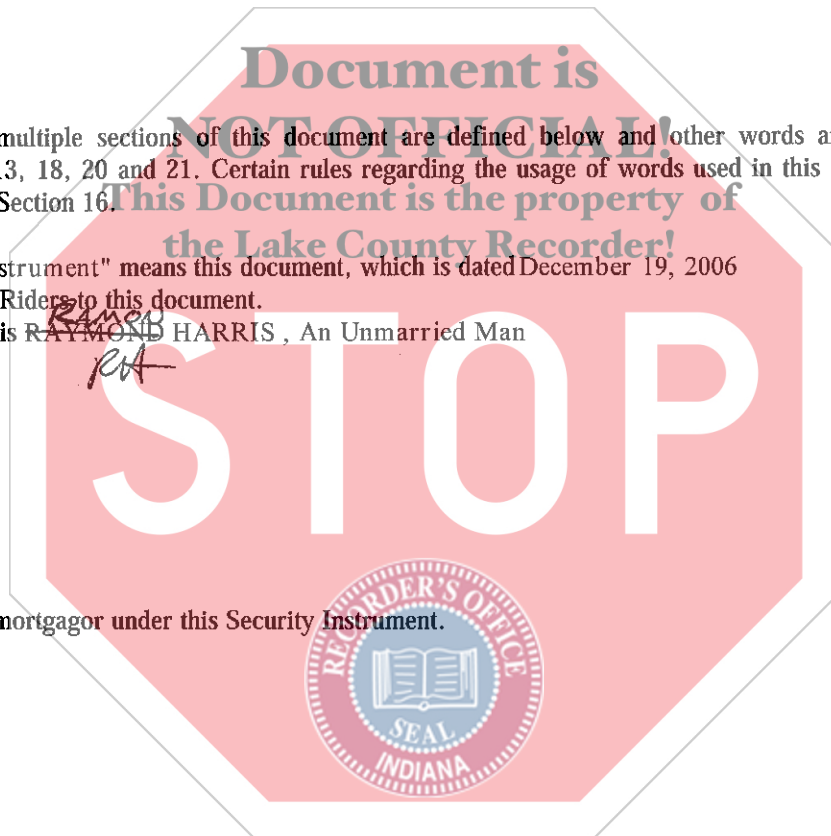 Document is
NOT OFFICIAL!
This Document is the property of
the Lake County Recorder!
multiple sections of this document are defined below and other words
3, 18, 20 and 21. Certain rules regarding the usage of words used in this
Section 16.
strument" means this document, which is dated December 19, 2006
Riders to this document.
RAMON
is RAYMOND HARRIS , An Unmarried Man
RH
STOP
mortgagor under this Security Instrument.
RECORDER'S OFFICE
SEAL
INDIANA